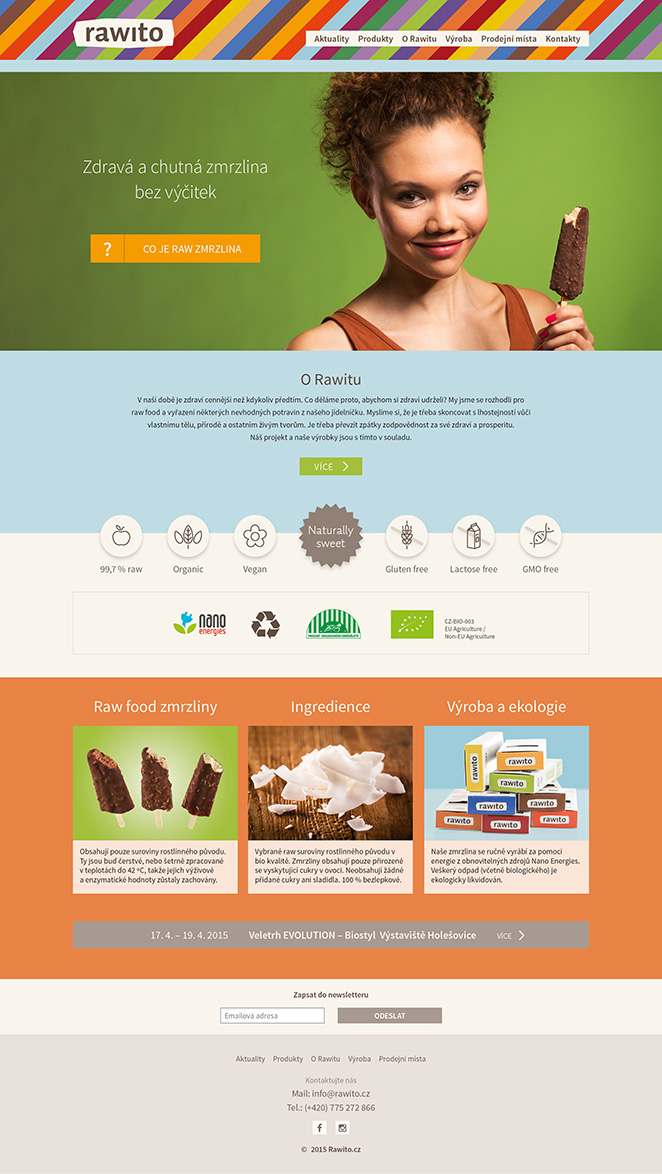 rawito
Aktuality Produkty O Rawitu Výroba Prodejní místa Kontakty
Zdravá a chutná zmrzlina
bez výčitek
? CO JE RAW ZMRZLINA
O Rawitu
V naší době je zdraví cennější než kdykoliv předtím. Co děláme proto, abychom si zdraví udrželi? My jsme se rozhodli pro
raw food a vyřazení některých nevhodných potravin z našeho jídelníčku. Myslíme si, že je třeba skoncovat s lhostejností vůči
vlastnímu tělu, přírodě a ostatním živým tvorům. Je třeba převzít zpátky zodpovědnost za své zdraví a prosperitu.
Náš projekt a naše výrobky jsou s tímto v souladu.
VÍCE
Naturally
sweet
99,7 % raw Organic Vegan Gluten free Lactose free GMO free
nano
energies
Bio
PRODUKT EKOLOGICKÉHO ZEMĚDĚLSTVÍ
CZ-BIO-003
EU Agriculture /
Non-EU Agriculture
Raw food zmrzliny
Obsahují pouze suroviny rostlinného původu.
Ty jsou buď čerstvé, nebo šetrně zpracované
v teplotách do 42 °C, takže jejich výživové
a enzymatické hodnoty zůstaly zachovány.
Ingredience
Vybrané raw suroviny rostlinného původu v
bio kvalitě. Zmrzliny obsahují pouze přirozeně
se vyskytující cukry v ovoci. Neobsahují žádné
přidané cukry ani sladidla. 100 % bezlepkové.
Výroba a ekologie
rawito
rawito
rawito
rawito
rawito
rawito
rawito
rawito
Naše zmrzlina se ručně vyrábí za pomoci
energie z obnovitelných zdrojů Nano Energies.
Veškerý odpad (včetně biologického) je
ekologicky likvidován.
17. 4. – 19. 4. 2015 Veletrh EVOLUTION – Biostyl Výstaviště Holešovice VÍCE
Zapsat do newsletteru
Emailová adresa ODESLAT
Aktuality Produkty O Rawitu Výroba Prodejní místa
Kontaktujte nás
Mail: info@rawito.cz
Tel.: (+420) 775 272 866
f
© 2015 Rawito.cz